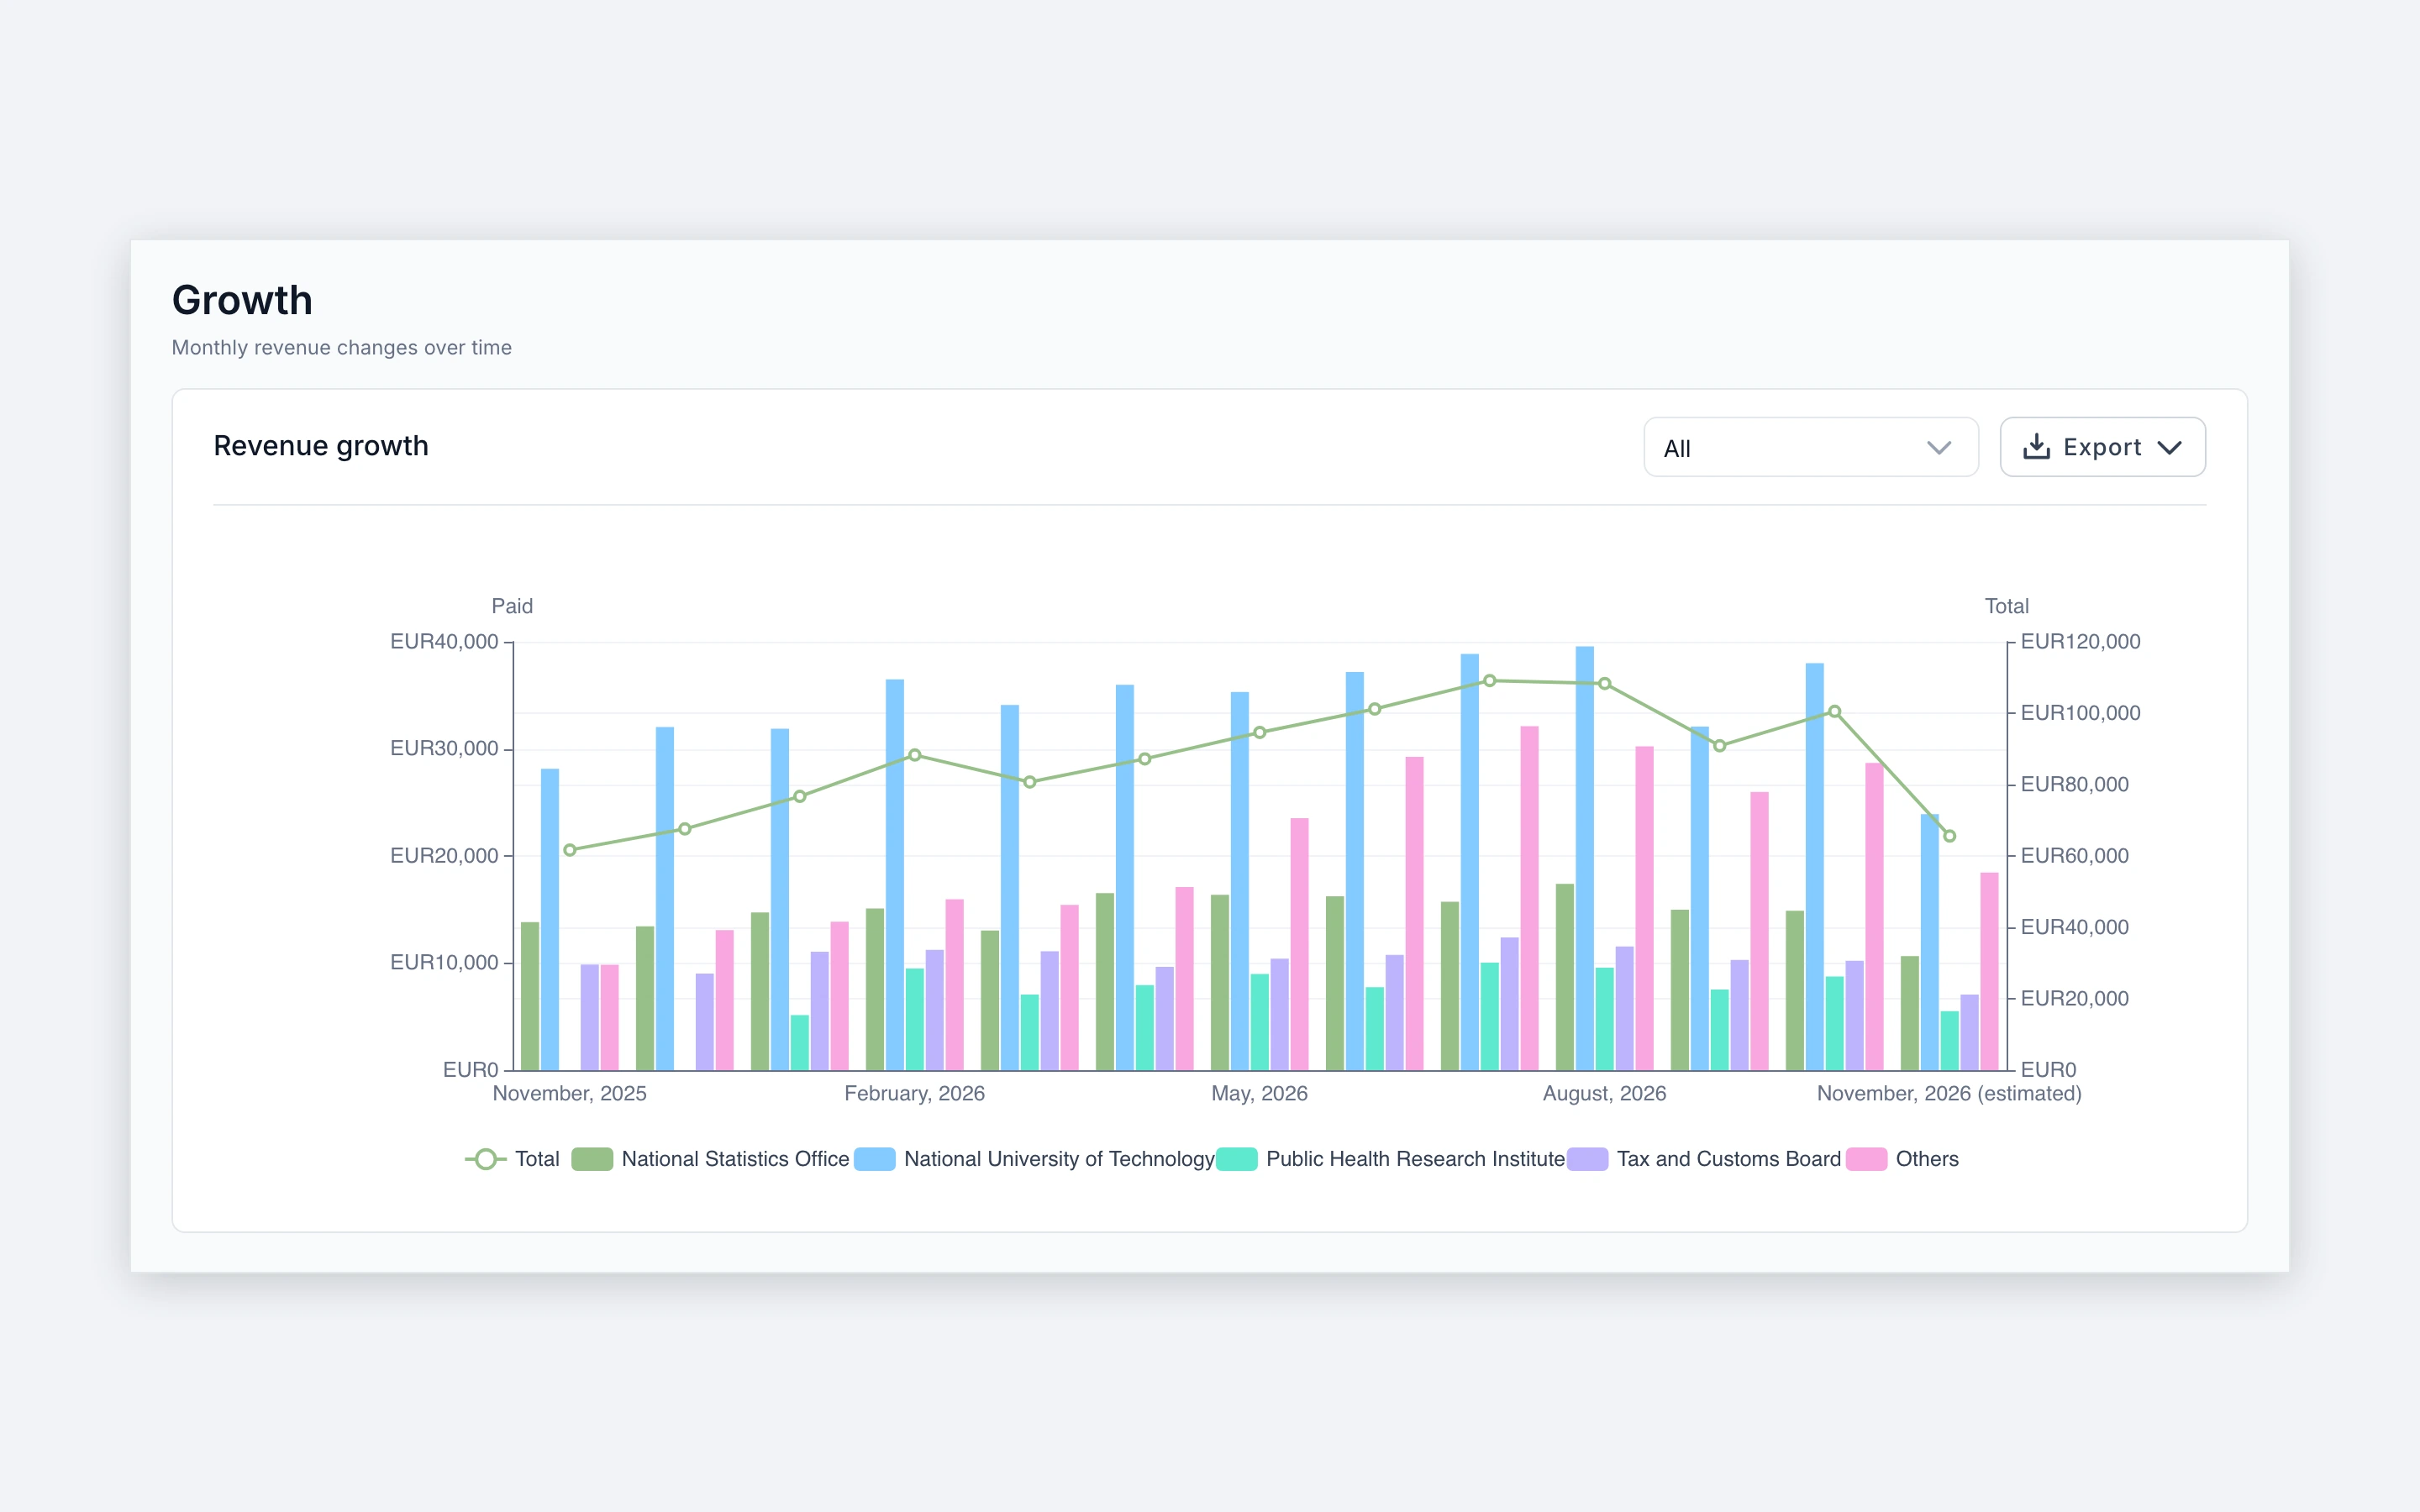 Growth
Monthly revenue changes over time
Revenue growth
All
Export
Paid
Total
EUR40,000
EUR30,000
EUR20,000
EUR10,000
EUR0
EUR120,000
EUR100,000
EUR80,000
EUR60,000
EUR40,000
EUR20,000
EUR0
November, 2025
February, 2026
May, 2026
August, 2026
November, 2026 (estimated)
Total
National Statistics Office
National University of Technology
Public Health Research Institute
Tax and Customs Board
Others